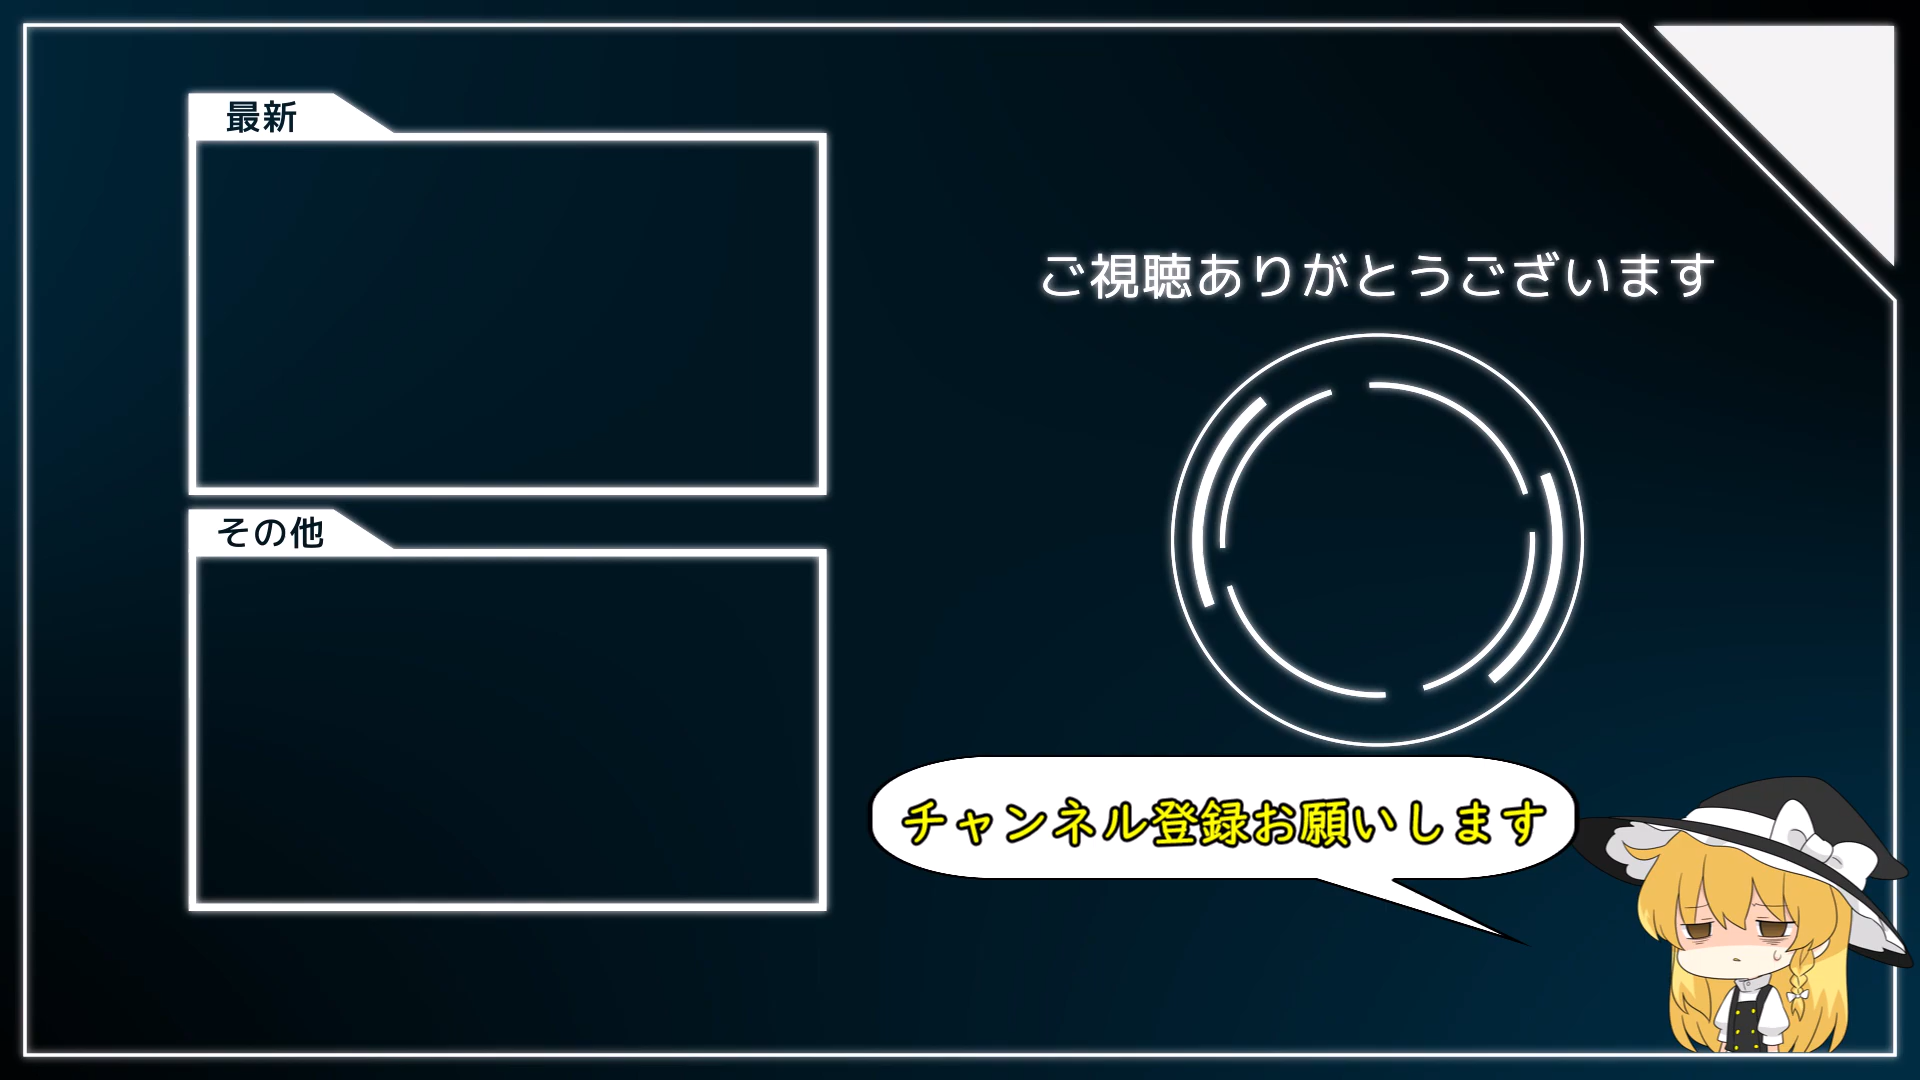 最新
その他
ご視聴ありがとうございます
チャンネル登録お願いします